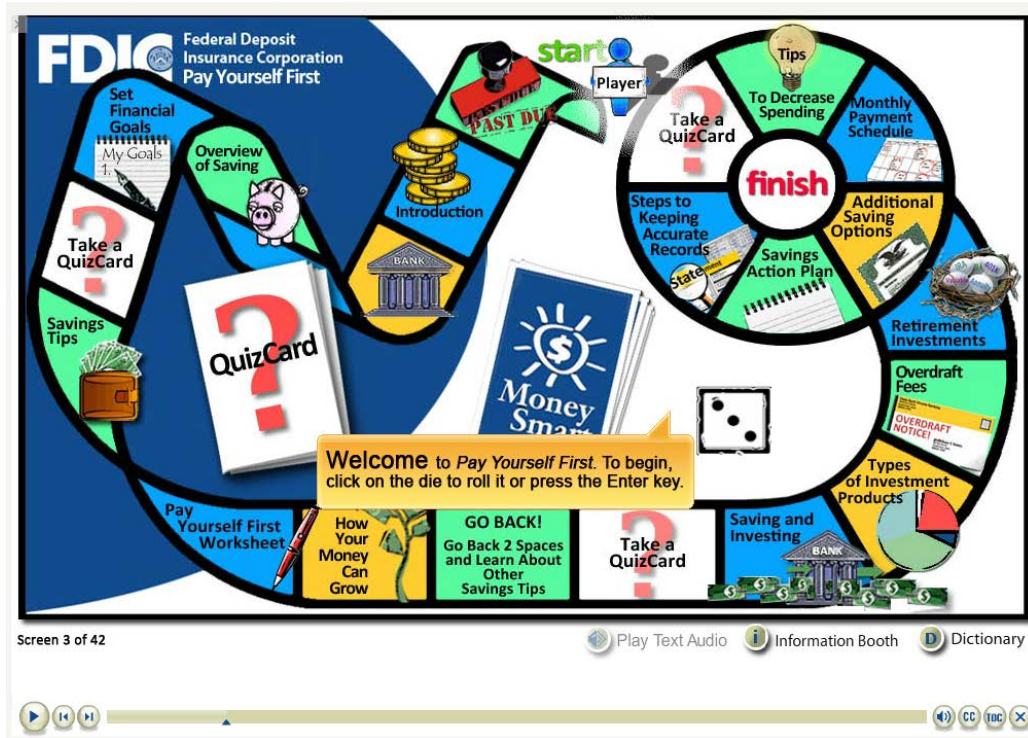 FDIC
Federal Deposit
Insurance Corporation
Pay Yourself First
start
Player
PAST DUE
Introduction
BANK
Overview
of Saving
Set
Financial
Goals
My Goals
1.
Take a
QuizCard
Savings
Tips
QuizCard
Money
Smart
Welcome to Pay Yourself First. To begin,
click on the die to roll it or press the Enter key.
Pay
Yourself First
Worksheet
How
Your
Money
Can
Grow
GO BACK!
Go Back 2 Spaces
and Learn About
Other
Savings Tips
Take a
QuizCard
Saving and
Investing
BANK
Types
of Investment
Products
Overdraft
Fees
OVERDRAFT
NOTICE!
Retirement
Investments
Additional
Saving
Options
Monthly
Payment
Schedule
Tips
To Decrease
Spending
Take a
QuizCard
Steps to
Keeping
Accurate
Records
Statement
Savings
Action Plan
finish
Screen 3 of 42
Play Text Audio
i Information Booth
D Dictionary
CC
TOC